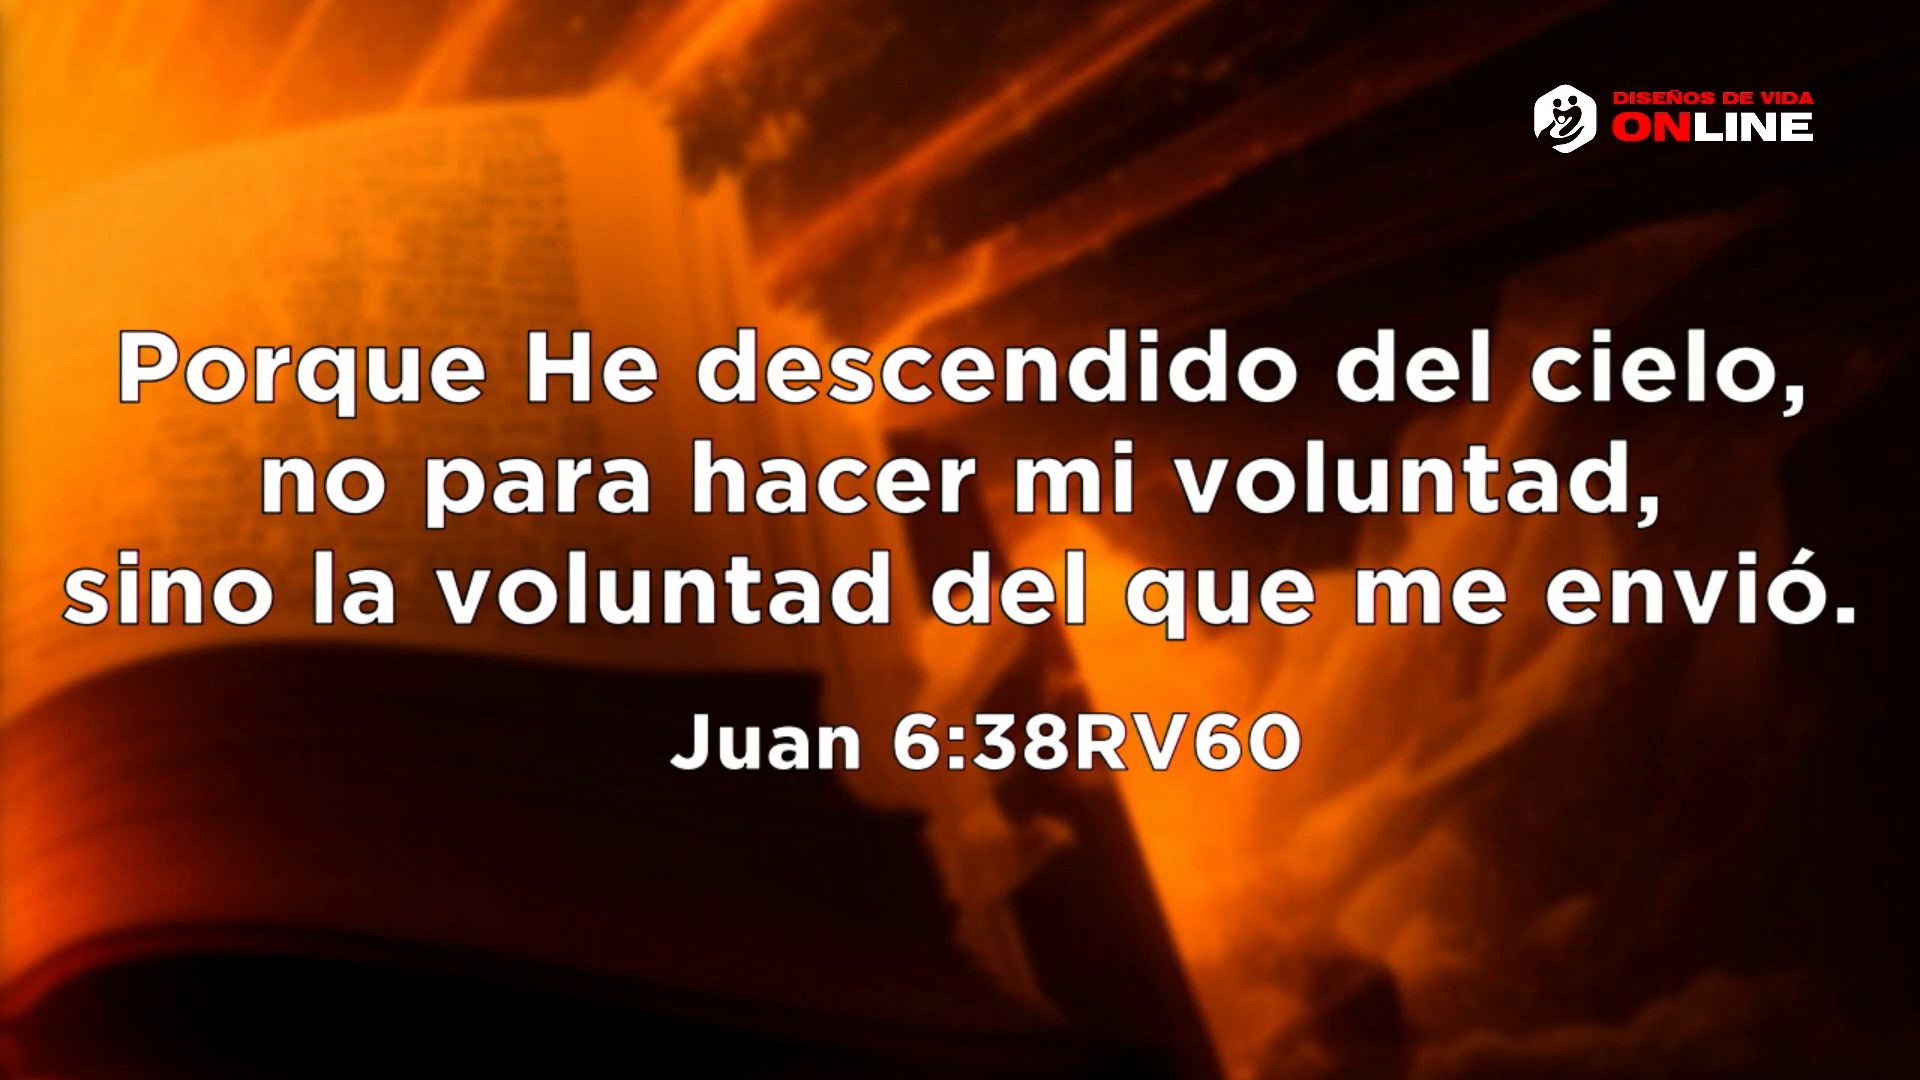 DISEÑOS DE VIDA
ONLINE
Porque He descendido del cielo,
no para hacer mi voluntad,
sino la voluntad del que me envió.
Juan 6:38RV60